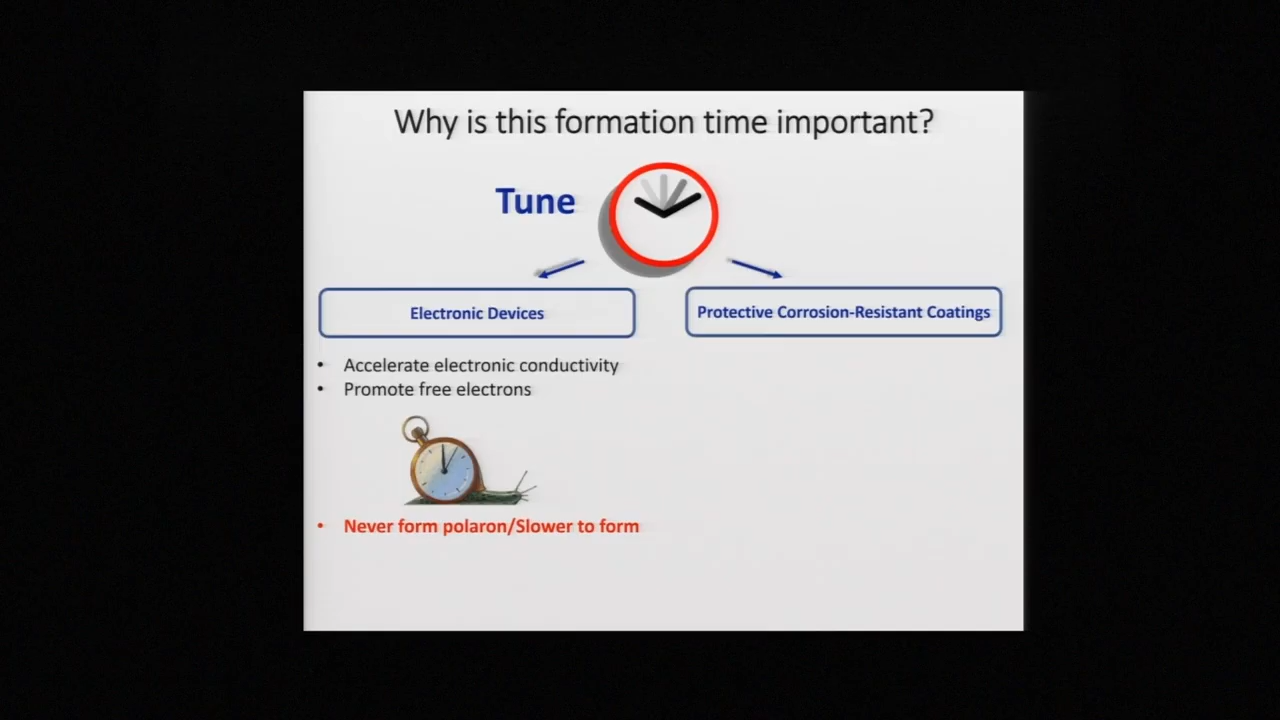 Why is this formation time important?
Tune
Electronic Devices
Protective Corrosion-Resistant Coatings
• Accelerate electronic conductivity
• Promote free electrons
• Never form polaron/Slower to form